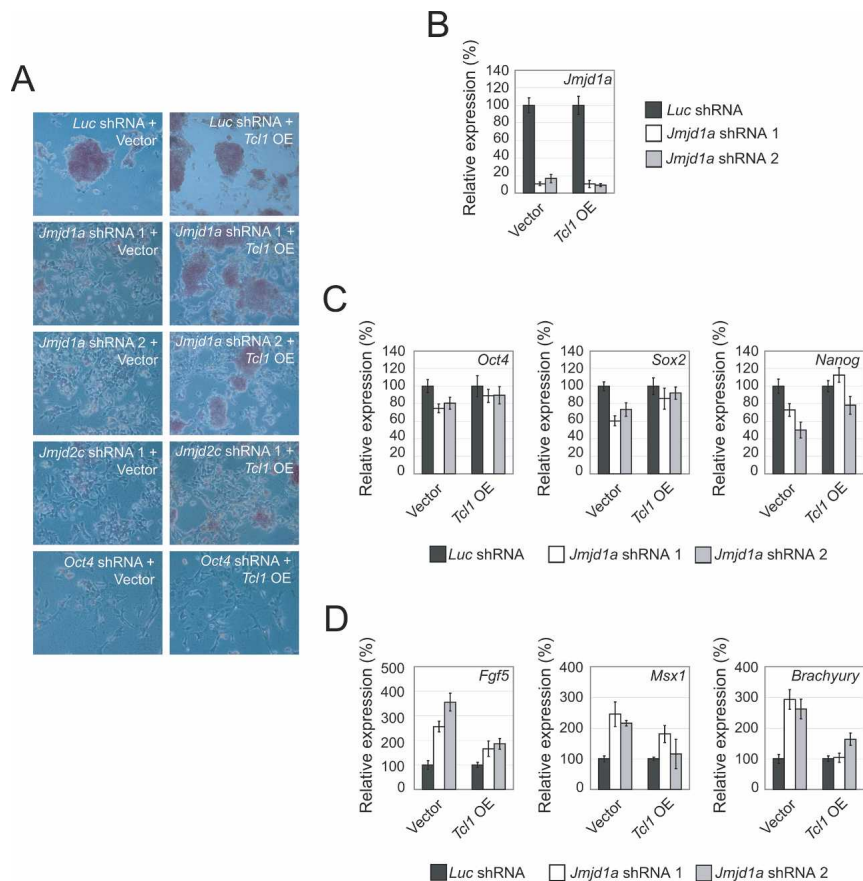 A
Luc shRNA +
Vector
Luc shRNA +
Tcl1 OE
Jmjd1a shRNA 1 +
Vector
Jmjd1a shRNA 1 +
Tcl1 OE
Jmjd1a shRNA 2 +
Vector
Jmjd1a shRNA 2 +
Tcl1 OE
Jmjd2c shRNA 1 +
Vector
Jmjd2c shRNA 1 +
Tcl1 OE
Oct4 shRNA +
Vector
Oct4 shRNA +
Tcl1 OE
B
Relative expression (%)
140
120
100
80
60
40
20
0
Jmjd1a
Vector
Tcl1 OE
Luc shRNA
Jmjd1a shRNA 1
Jmjd1a shRNA 2
C
Relative expression (%)
140
120
100
80
60
40
20
0
Oct4
Vector
Tcl1 OE
Relative expression (%)
140
120
100
80
60
40
20
0
Sox2
Vector
Tcl1 OE
Relative expression (%)
140
120
100
80
60
40
20
0
Nanog
Vector
Tcl1 OE
Luc shRNA
Jmjd1a shRNA 1
Jmjd1a shRNA 2
D
Relative expression (%)
500
400
300
200
100
0
Fgf5
Vector
Tcl1 OE
Relative expression (%)
400
300
200
100
0
Msx1
Vector
Tcl1 OE
Relative expression (%)
400
300
200
100
0
Brachyury
Vector
Tcl1 OE
Luc shRNA
Jmjd1a shRNA 1
Jmjd1a shRNA 2